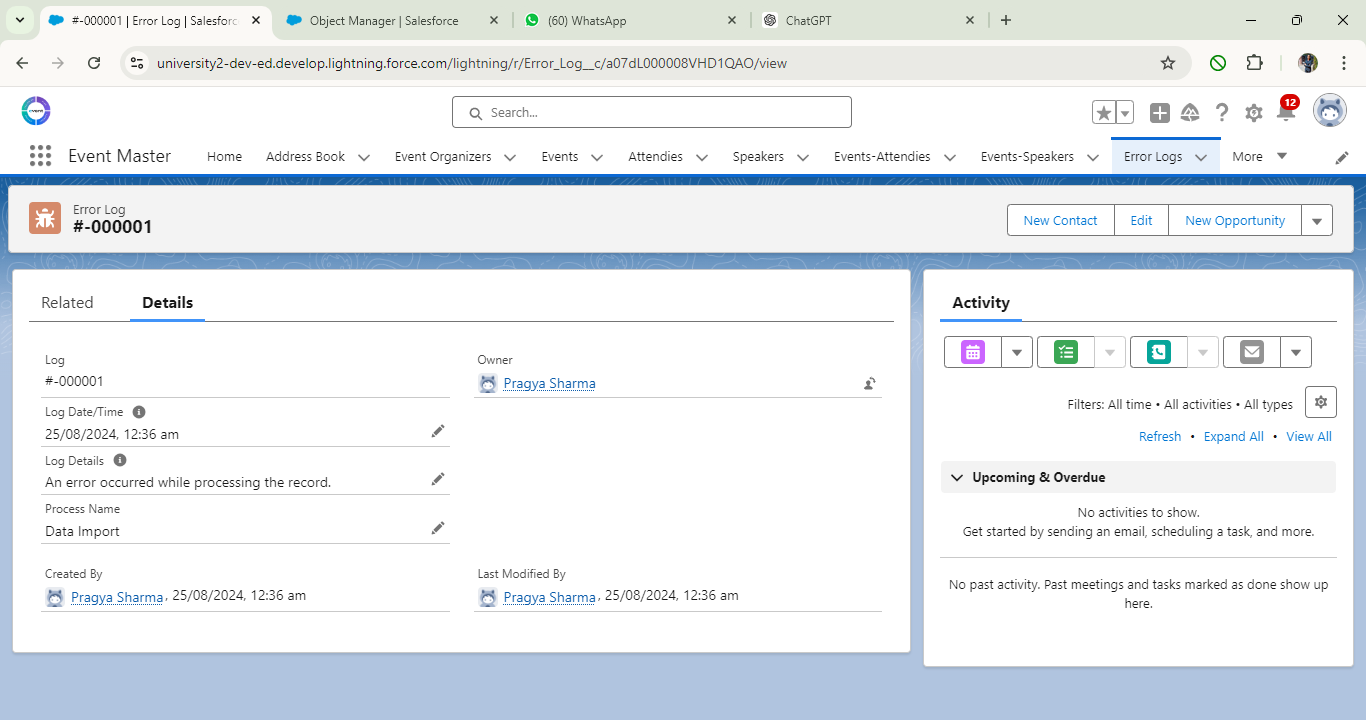 #-000001 | Error Log | Salesforc
Object Manager | Salesforce
(60) WhatsApp
ChatGPT
university2-dev-ed.develop.lightning.force.com/lightning/r/Error_Log__c/a07dL000008VHD1QAO/view
Search...
12
Event Master
Home
Address Book
Event Organizers
Events
Attendies
Speakers
Events-Attendies
Events-Speakers
Error Logs
More
Error Log
#-000001
New Contact
Edit
New Opportunity
Related
Details
Log
#-000001
Owner
Pragya Sharma
Log Date/Time
25/08/2024, 12:36 am
Log Details
An error occurred while processing the record.
Process Name
Data Import
Created By
Pragya Sharma, 25/08/2024, 12:36 am
Last Modified By
Pragya Sharma, 25/08/2024, 12:36 am
Activity
Filters: All time • All activities • All types
Refresh • Expand All • View All
Upcoming & Overdue
No activities to show.
Get started by sending an email, scheduling a task, and more.
No past activity. Past meetings and tasks marked as done show up
here.